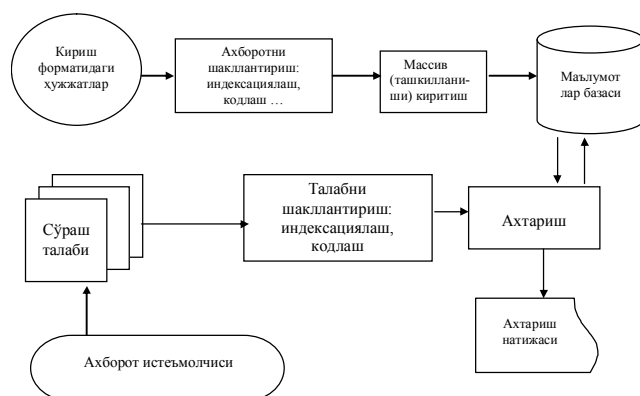 Кириш
форматидаги
ҳужжатлар
Ахборотни
шакллантириш:
индексациялаш,
кодлаш ...
Массив
(ташкиллани-
ши) киритиш
Маълумот
лар базаси
Сўраш
талаби
Талабни
шакллантириш:
индексациялаш,
кодлаш
Ахтариш
Ахтариш
натижаси
Ахборот истеъмолчиси